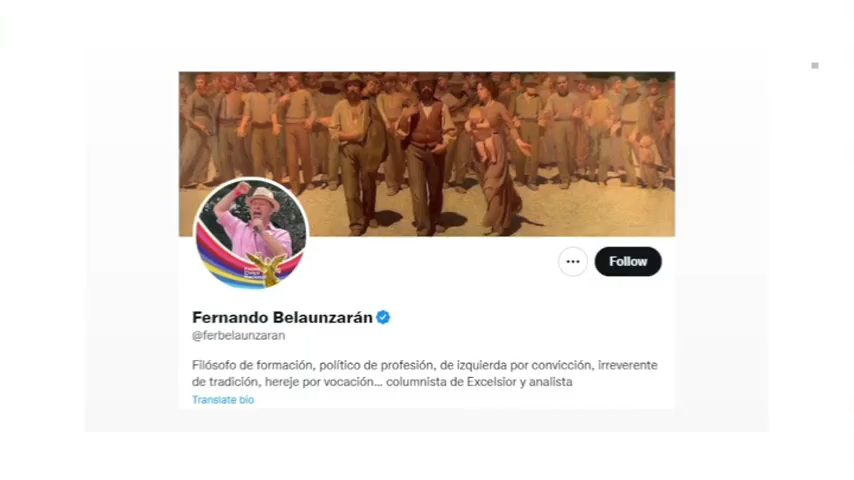 Follow
Fernando Belaunzarán
@ferbelaunzaran
Filósofo de formación, político de profesión, de izquierda por convicción, irreverente
de tradición, hereje por vocación... columnista de Excelsior y analista
Translate bio